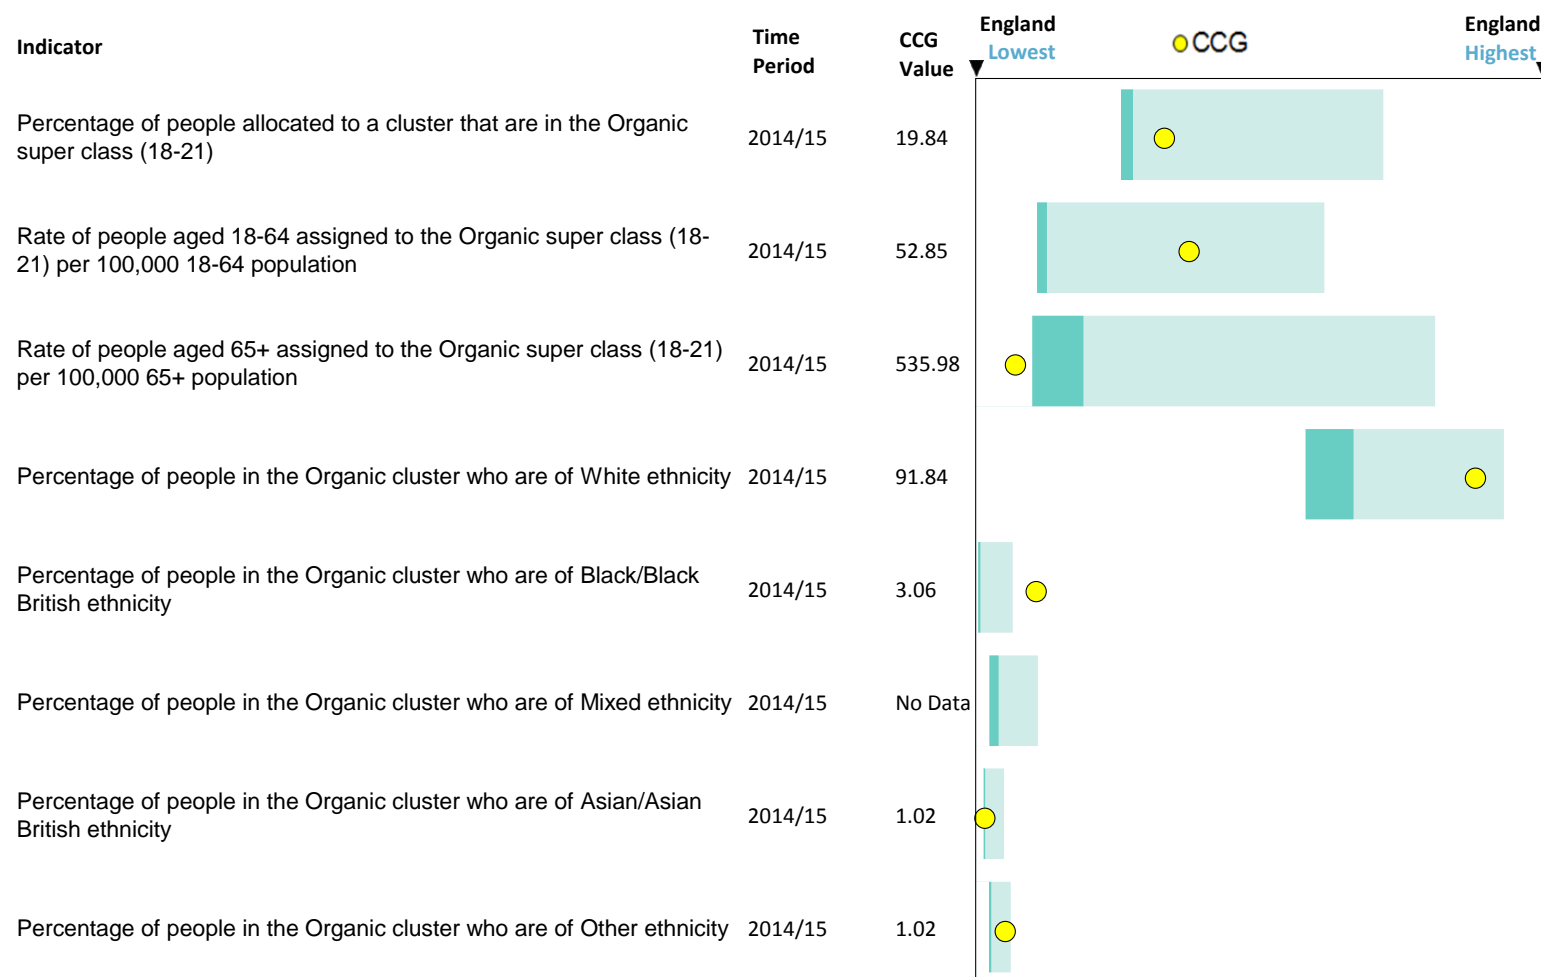 Indicator
Time
Period
CCG
Value
England
Lowest
CCG
England
Highest
Percentage of people allocated to a cluster that are in the Organic
super class (18-21)
2014/15
19.84
Rate of people aged 18-64 assigned to the Organic super class (18-
21) per 100,000 18-64 population
2014/15
52.85
Rate of people aged 65+ assigned to the Organic super class (18-21)
per 100,000 65+ population
2014/15
535.98
Percentage of people in the Organic cluster who are of White ethnicity
2014/15
91.84
Percentage of people in the Organic cluster who are of Black/Black
British ethnicity
2014/15
3.06
Percentage of people in the Organic cluster who are of Mixed ethnicity
2014/15
No Data
Percentage of people in the Organic cluster who are of Asian/Asian
British ethnicity
2014/15
1.02
Percentage of people in the Organic cluster who are of Other ethnicity
2014/15
1.02